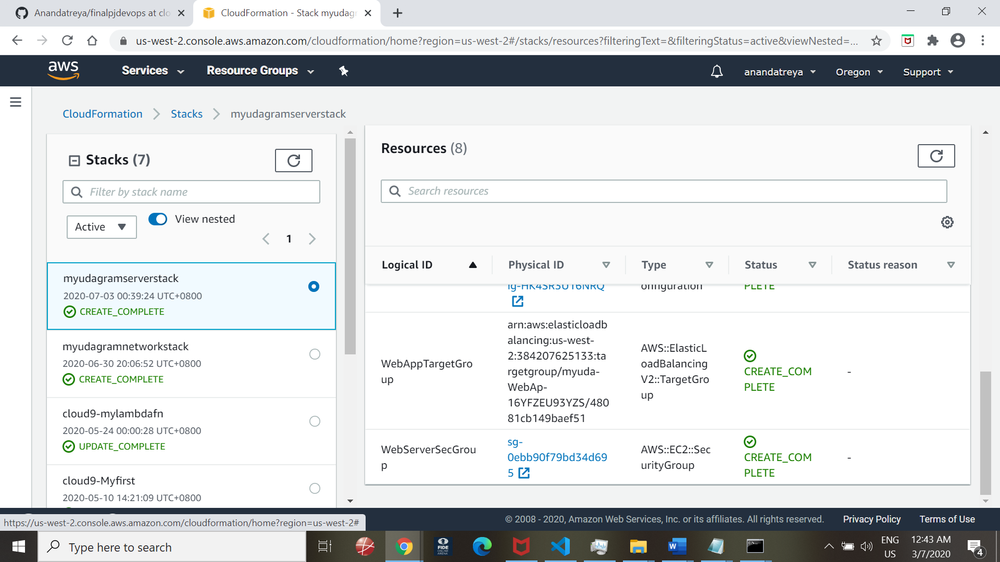 Anandatreya/finalpjdevops at clo
CloudFormation - Stack myudagr
us-west-2.console.aws.amazon.com/cloudformation/home?region=us-west-2#/stacks/resources?filteringText=&filteringStatus=active&viewNested=...
aws
Services
Resource Groups
anandatreya
Oregon
Support
CloudFormation
Stacks
myudagramserverstack
Stacks (7)
Filter by stack name
Active
View nested
1
myudagramserverstack
2020-07-03 00:39:24 UTC+0800
CREATE_COMPLETE
myudagramnetworkstack
2020-06-30 20:06:52 UTC+0800
CREATE_COMPLETE
cloud9-mylambdafn
2020-05-24 00:00:28 UTC+0800
UPDATE_COMPLETE
cloud9-Myfirst
2020-05-10 14:21:09 UTC+0800
Resources (8)
Search resources
Logical ID
Physical ID
Type
Status
Status reason
ig-HK4SR3U16NRQ
onfiguration
PLETE
WebAppTargetGro
up
arn:aws:elasticloadb
alancing:us-west-
2:384207625133:ta
rgetgroup/myuda-
WebAp-
16YFZEU93YZS/480
81cb149baef51
AWS::ElasticL
oadBalancing
V2::TargetGro
up
CREATE_COM
PLETE
-
WebServerSecGrou
p
sg-
0ebb90f79bd34d69
5
AWS::EC2::Sec
urityGroup
CREATE_COM
PLETE
-
https://us-west-2.console.aws.amazon.com/cloudformation/home?region=us-west-2#
© 2008 - 2020, Amazon Web Services, Inc. or its affiliates. All rights reserved.
Privacy Policy
Terms of Use
Type here to search
FIDE
ONLINE
ARENA
ENG
US
12:43 AM
3/7/2020
4